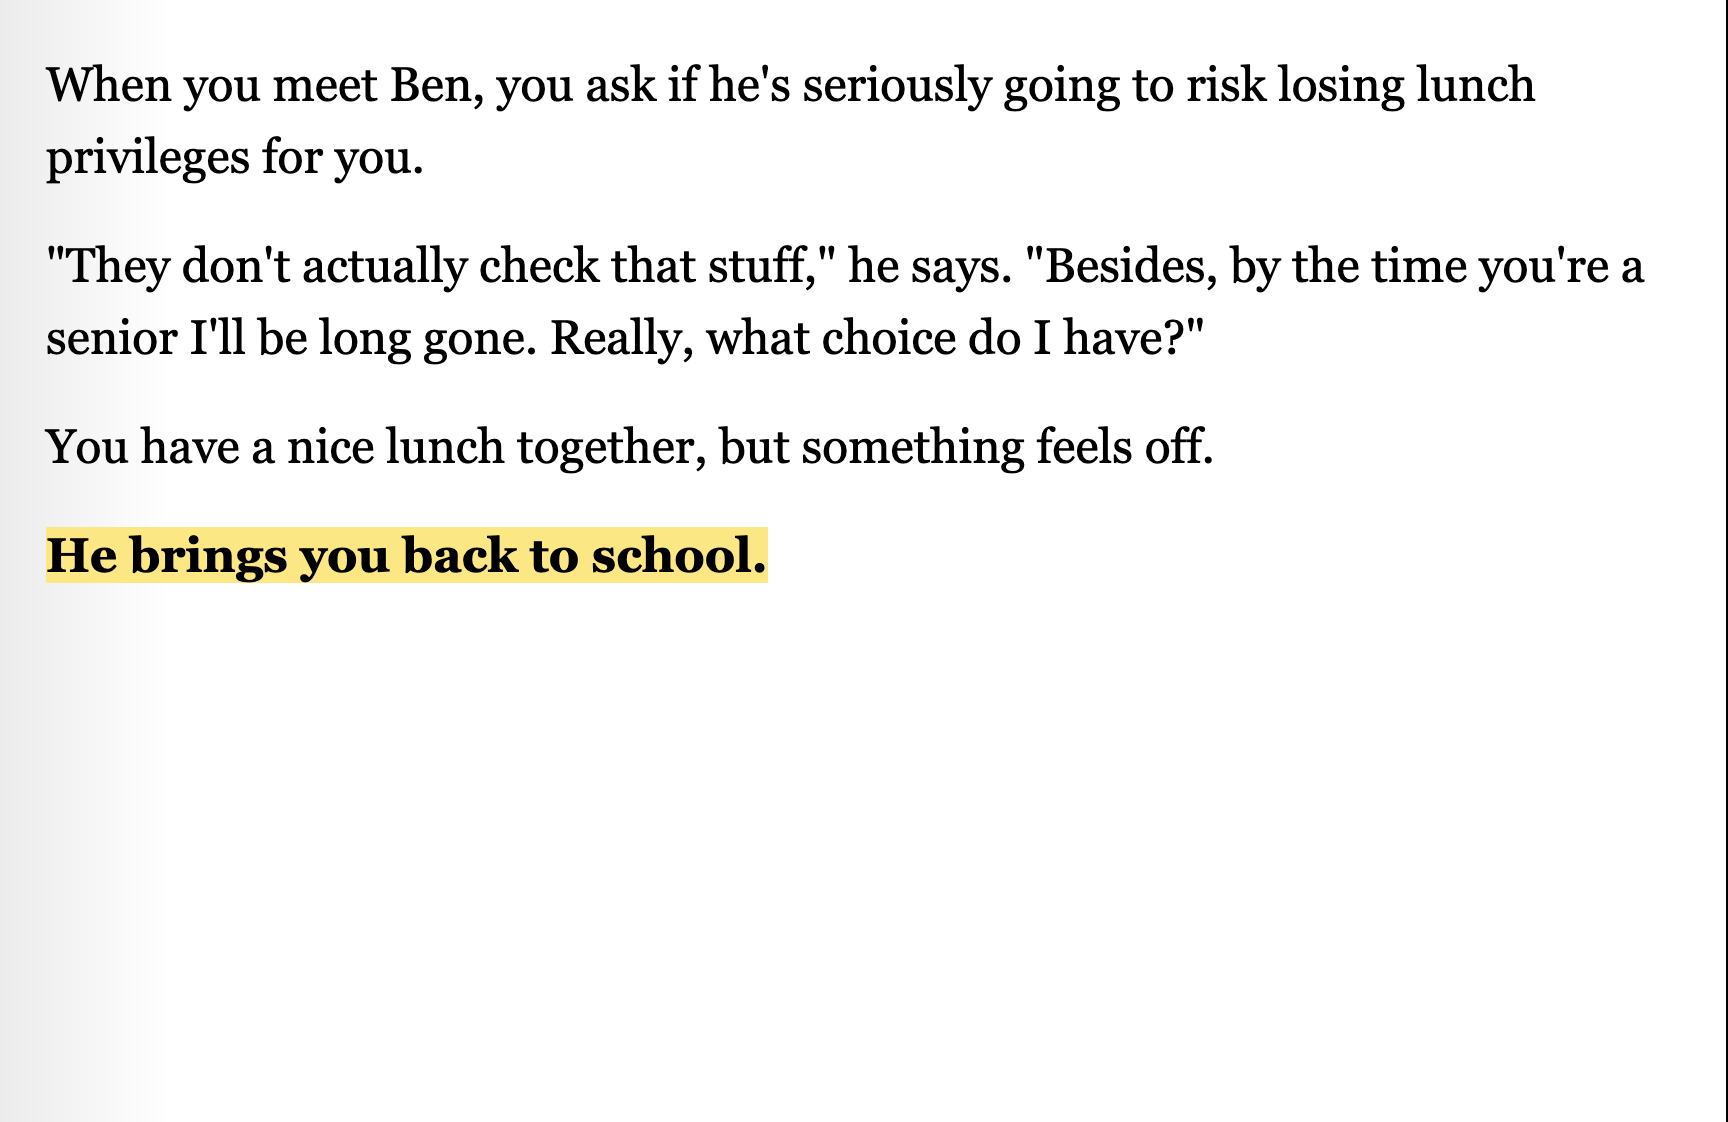 When you meet Ben, you ask if he's seriously going to risk losing lunch
privileges for you.
"They don't actually check that stuff," he says. "Besides, by the time you're a
senior I'll be long gone. Really, what choice do I have?"
You have a nice lunch together, but something feels off.
He brings you back to school.